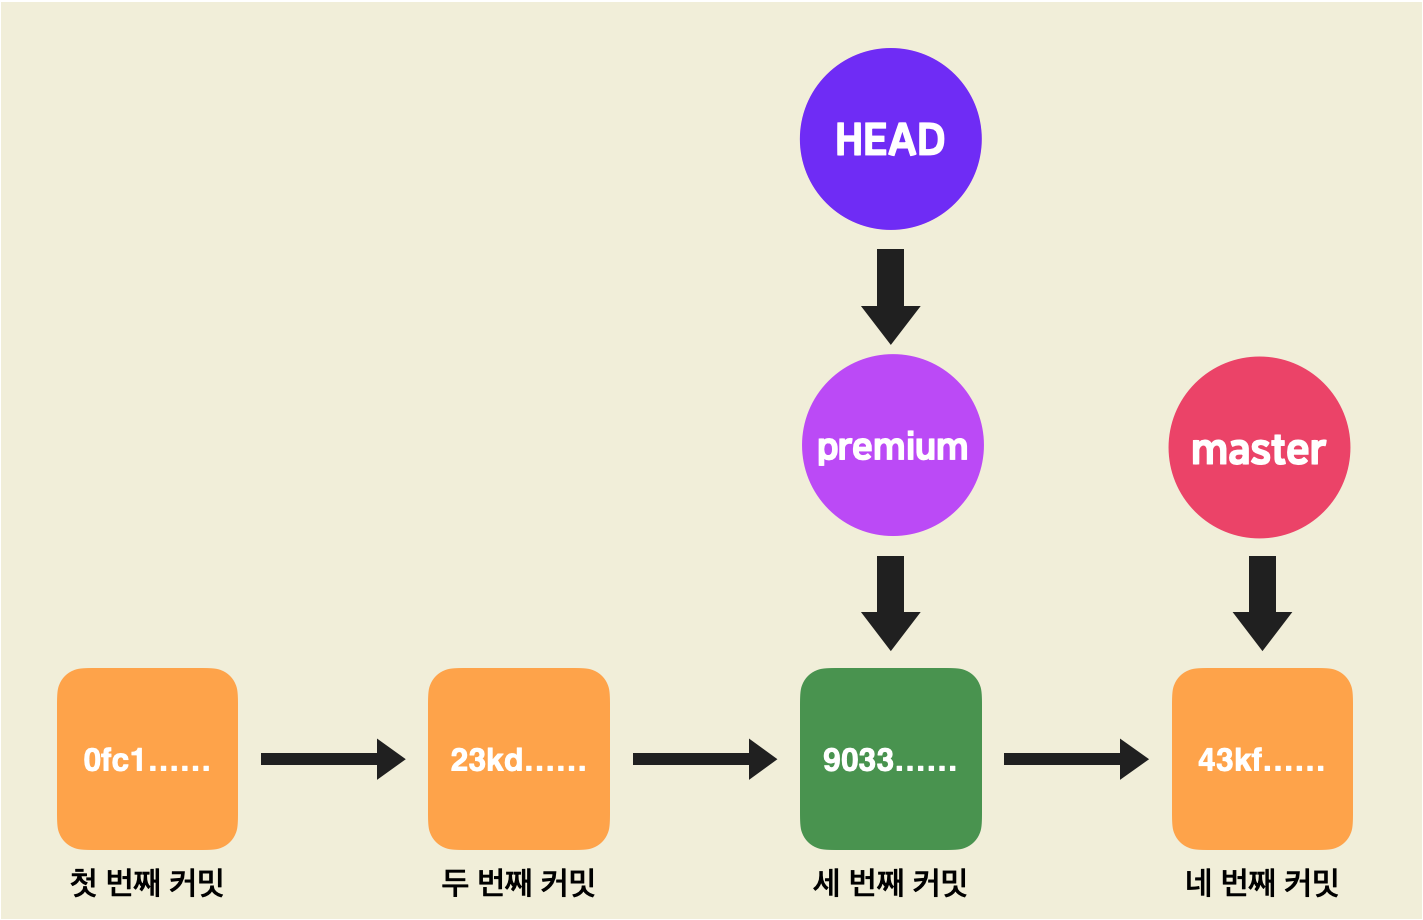 HEAD
premium
master
0fc1......
23kd......
9033......
43kf......
첫 번째 커밋
두 번째 커밋
세 번째 커밋
네 번째 커밋